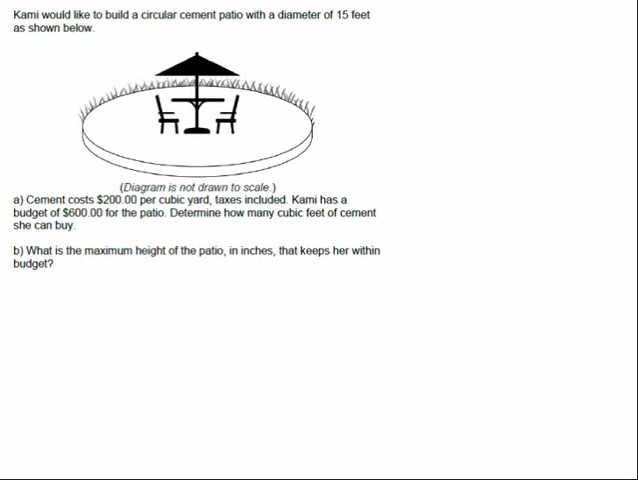 Kami would like to build a circular cement patio with a diameter of 15 feet
as shown below.
(Diagram is not drawn to scale.)
a) Cement costs $200.00 per cubic yard, taxes included. Kami has a
budget of $600.00 for the patio. Determine how many cubic feet of cement
she can buy.
b) What is the maximum height of the patio, in inches, that keeps her within
budget?